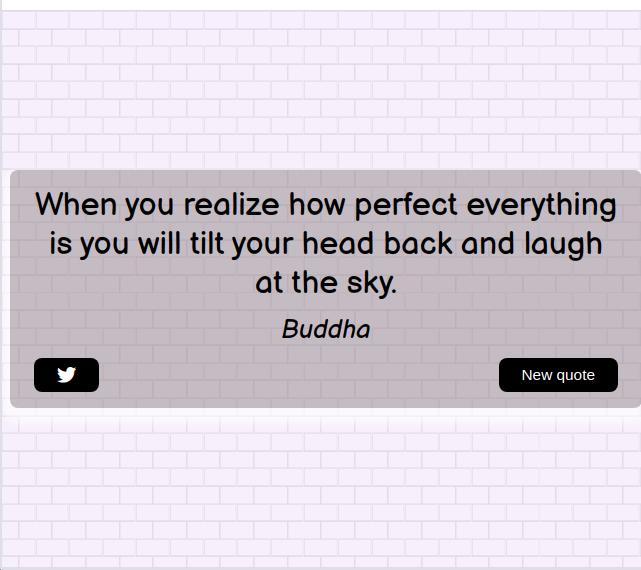 When you realize how perfect everything
is you will tilt your head back and laugh
at the sky.
Buddha
New quote